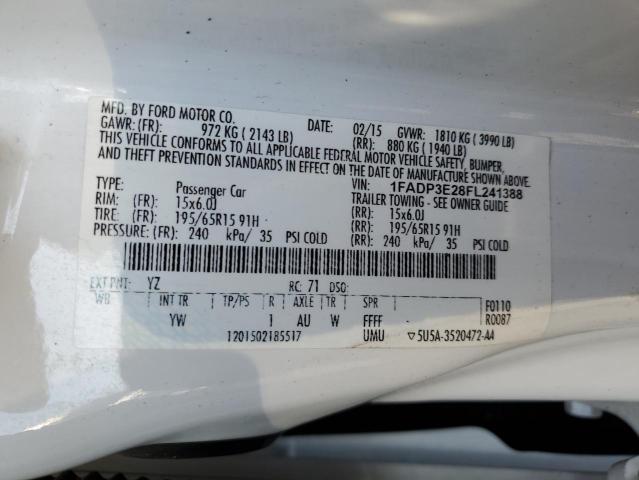 MFD. BY FORD MOTOR CO.
DATE: 02/15 GVWR: 1810 KG ( 3990 LB)
GAWR: (FR): 972 KG ( 2143 LB) (RR): 880 KG ( 1940 LB)
THIS VEHICLE CONFORMS TO ALL APPLICABLE FEDERAL MOTOR VEHICLE SAFETY, BUMPER,
AND THEFT PREVENTION STANDARDS IN EFFECT ON THE DATE OF MANUFACTURE SHOWN ABOVE.
VIN: 1FADP3E28FL241388
TYPE: Passenger Car TRAILER TOWING - SEE OWNER GUIDE
RIM: (FR): 15x6.0J (RR): 15x6.0J
TIRE: (FR): 195/65R15 91H (RR): 195/65R15 91H
PRESSURE: (FR): 240 kPa/ 35 PSI COLD (RR): 240 kPa/ 35 PSI COLD
EXT PNT: YZ RC: 71 DSO:
WB INT TR TP/PS R AXLE TR SPR F0110
YW 1 AU W FFFF R0087
1201502185517 UMU ▽5U5A-3520472-AA